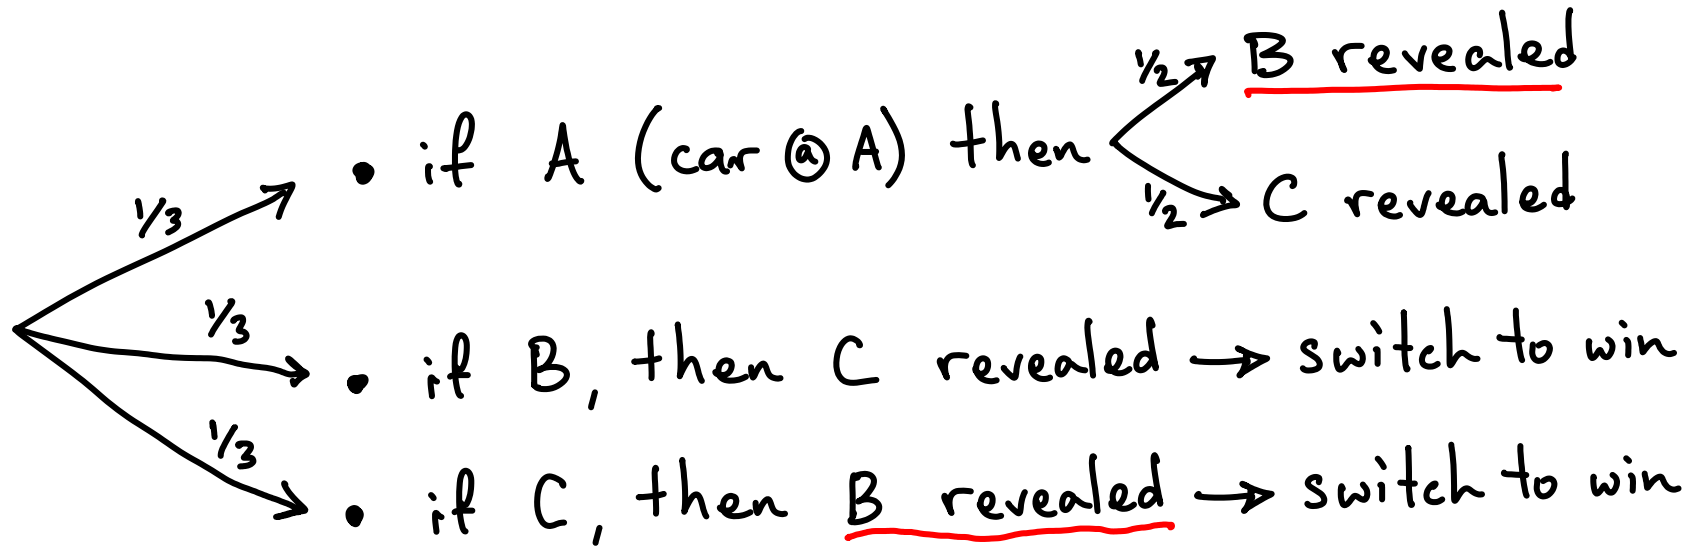 1/2 B revealed
1/3 • if A (car @ A) then
1/2 C revealed
1/3 • if B, then C revealed → switch to win
1/3 • if C, then B revealed → switch to win